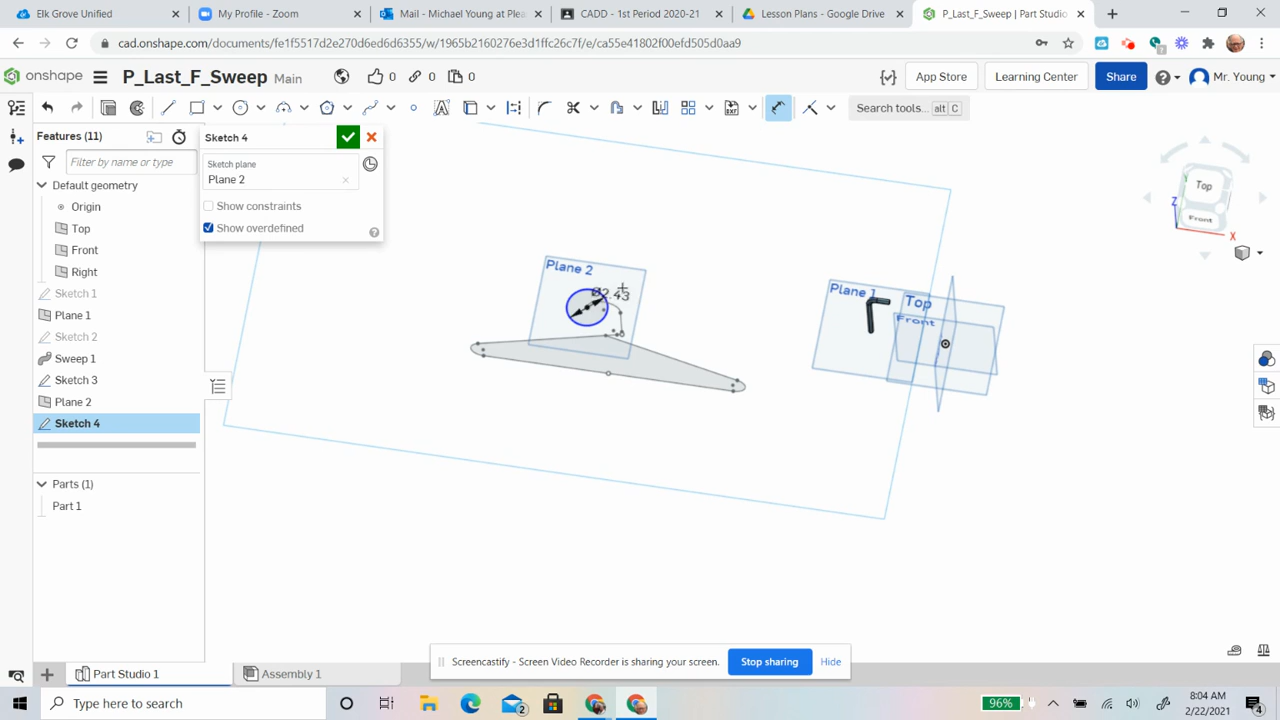 Elk Grove Unified
My Profile - Zoom
Mail - Michael Young at Plea
CADD - 1st Period 2020-21
Lesson Plans - Google Drive
P_Last_F_Sweep | Part Studio
cad.onshape.com/documents/fe1f5517d2e270d6ed6d6355/w/1965b2160276e3d1ffc26c7f/e/ca55e41802f00efd505d0aa9
onshape
P_Last_F_Sweep
Main
0
0
0
App Store
Learning Center
Share
Mr. Young
Search tools...
alt
C
Features (11)
Filter by name or type
Default geometry
Origin
Top
Front
Right
Sketch 1
Plane 1
Sketch 2
Sweep 1
Sketch 3
Plane 2
Sketch 4
Parts (1)
Part 1
Sketch 4
Sketch plane
Plane 2
Show constraints
Show overdefined
Plane 2
Ø2.43
Plane 1
Top
Front
Top
Front
Z
X
Screencastify - Screen Video Recorder is sharing your screen.
Stop sharing
Hide
Part Studio 1
Assembly 1
Type here to search
2
96%
8:04 AM
2/22/2021
4